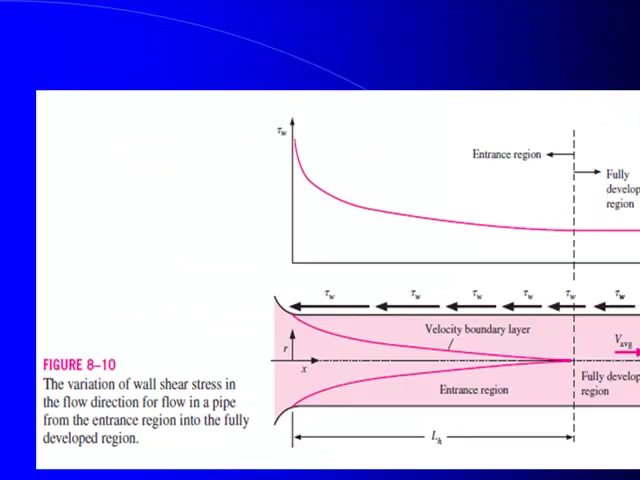 τw
Entrance region
Fully
develop
region
τw τw τw τw τw τw
Velocity boundary layer
Vavg
r
x
Entrance region
Fully develop
region
Lh
FIGURE 8–10
The variation of wall shear stress in
the flow direction for flow in a pipe
from the entrance region into the fully
developed region.